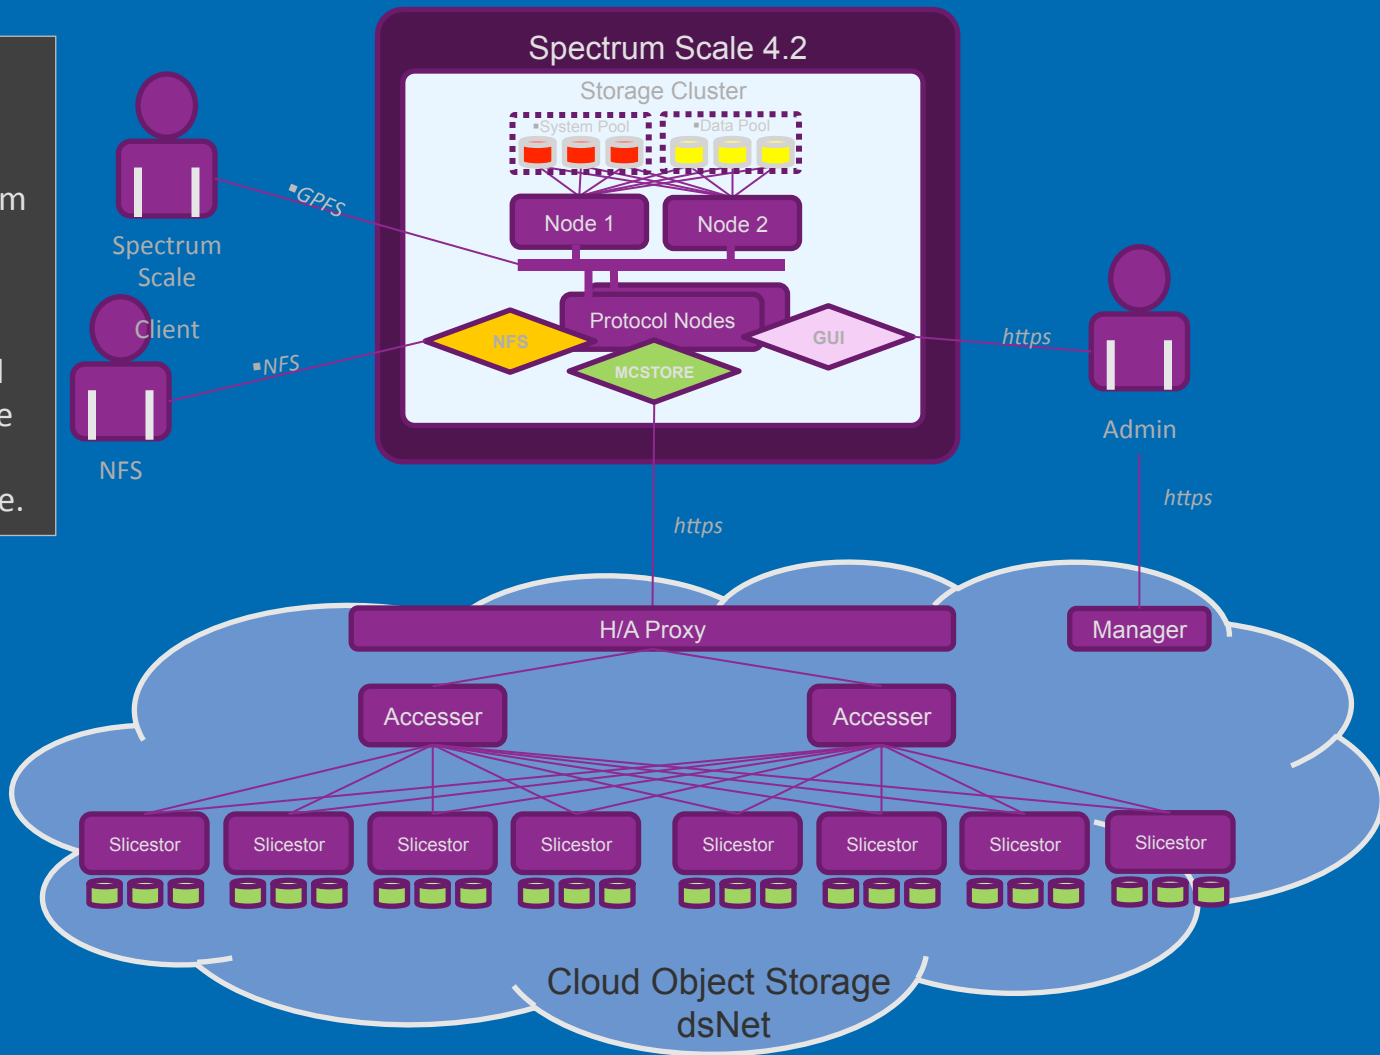 Spectrum Scale 4.2
Storage Cluster
▪System Pool
▪Data Pool
Node 1
Node 2
Protocol Nodes
NFS
MCSTORE
GUI
m
l
e
e.
Spectrum
Scale
Client
▪GPFS
▪NFS
NFS
https
Admin
https
https
H/A Proxy
Manager
Accesser
Accesser
Slicestor
Slicestor
Slicestor
Slicestor
Slicestor
Slicestor
Slicestor
Slicestor
Cloud Object Storage
dsNet